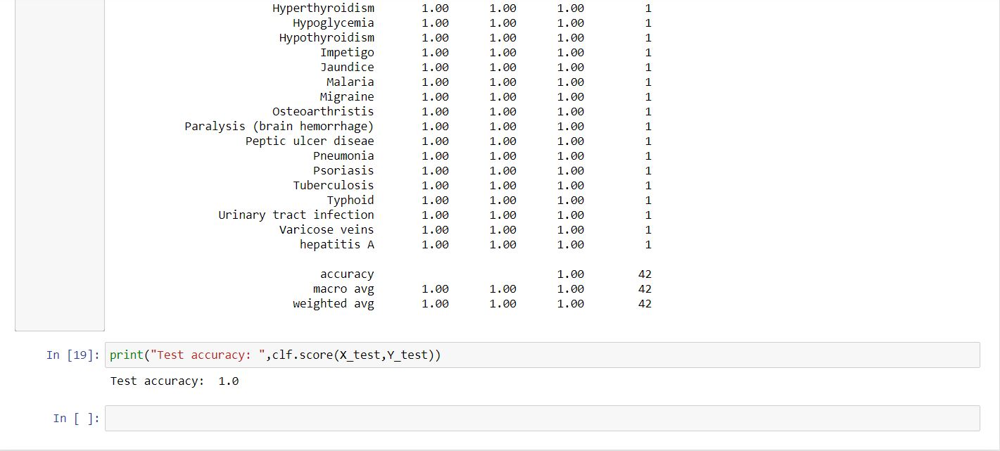 Hyperthyroidism 1.00 1.00 1.00 1
Hypoglycemia 1.00 1.00 1.00 1
Hypothyroidism 1.00 1.00 1.00 1
Impetigo 1.00 1.00 1.00 1
Jaundice 1.00 1.00 1.00 1
Malaria 1.00 1.00 1.00 1
Migraine 1.00 1.00 1.00 1
Osteoarthristis 1.00 1.00 1.00 1
Paralysis (brain hemorrhage) 1.00 1.00 1.00 1
Peptic ulcer diseae 1.00 1.00 1.00 1
Pneumonia 1.00 1.00 1.00 1
Psoriasis 1.00 1.00 1.00 1
Tuberculosis 1.00 1.00 1.00 1
Typhoid 1.00 1.00 1.00 1
Urinary tract infection 1.00 1.00 1.00 1
Varicose veins 1.00 1.00 1.00 1
hepatitis A 1.00 1.00 1.00 1
accuracy 1.00 42
macro avg 1.00 1.00 1.00 42
weighted avg 1.00 1.00 1.00 42
In [19]: print("Test accuracy: ",clf.score(X_test,Y_test))
Test accuracy:  1.0
In [ ]: